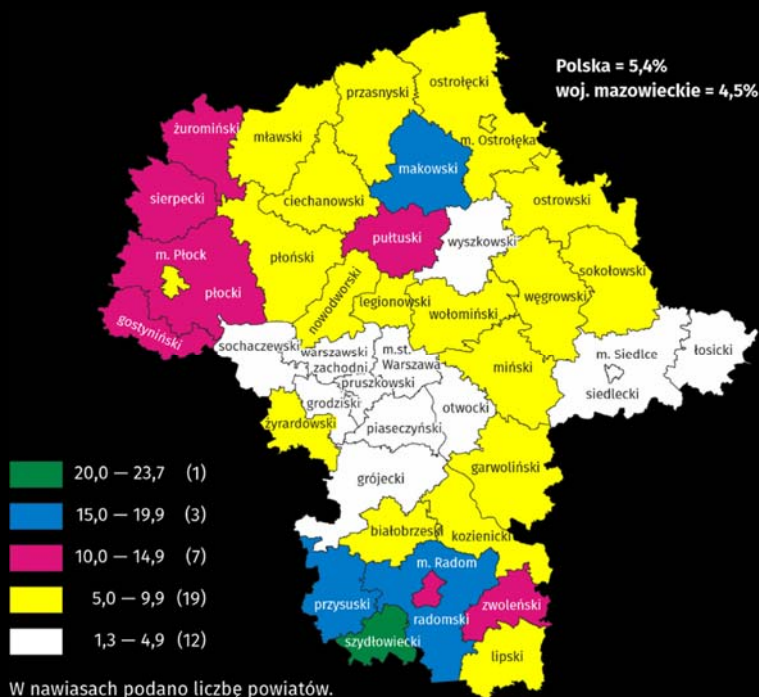 Polska = 5,4%
woj. mazowieckie = 4,5%
ostrołęcki
przasnyski
żuromiński
mławski
m. Ostrołęka
makowski
sierpecki
ciechanowski
ostrowski
pułtuski
wyszkowski
m. Płock
płoński
sokołowski
płocki
nowodworski
legionowski
węgrowski
wołomiński
gostyniński
sochaczewski
warszawski
zachodni
m.st.
Warszawa
m. Siedlce
łosicki
miński
pruszkowski
siedlecki
grodziski
otwocki
żyrardowski
piaseczyński
garwoliński
grójecki
białobrzeski
kozienicki
m. Radom
przysuski
zwoleński
radomski
szydłowiecki
lipski
20,0 — 23,7 (1)
15,0 — 19,9 (3)
10,0 — 14,9 (7)
5,0 — 9,9 (19)
1,3 — 4,9 (12)
W nawiasach podano liczbę powiatów.